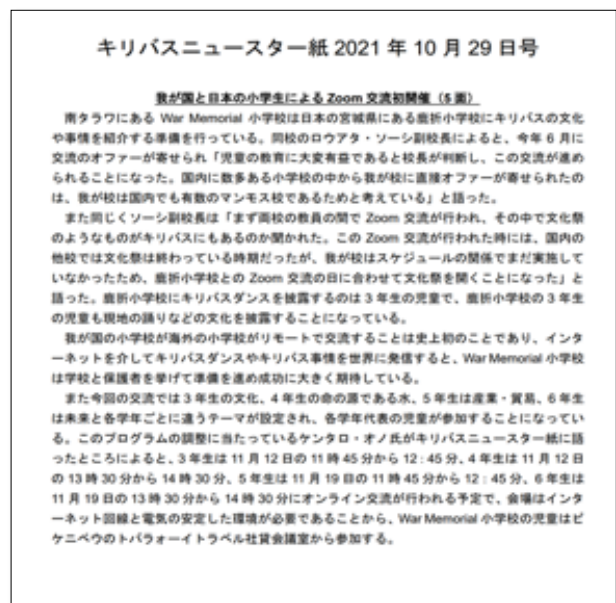 キリバスニュースター紙 2021 年 10 月 29 日号
我が国と日本の小学生による Zoom 交流初開催（5 面）
南タラワにある War Memorial 小学校は日本の宮城県にある鹿折小学校にキリバスの文化
や事情を紹介する準備を行っている。同校のロウアタ・ソーシ副校長によると、今年 6 月に
交流のオファーが寄せられ「児童の教育に大変有益であると校長が判断し、この交流が進め
られることになった。国内に数多ある小学校の中から我が校に直接オファーが寄せられたの
は、我が校は国内でも有数のマンモス校であるためと考えている」と語った。
また同じくソーシ副校長は「まず両校の教員の間で Zoom 交流が行われ、その中で文化祭
のようなものがキリバスにもあるのか聞かれた。この Zoom 交流が行われた時には、国内の
他校では文化祭は終わっている時期だったが、我が校はスケジュールの関係でまだ実施して
いなかったため、鹿折小学校との Zoom 交流の日に合わせて文化祭を開くことになった」と
語った。鹿折小学校にキリバスダンスを披露するのは 3 年生の児童で、鹿折小学校の 3 年生
の児童も現地の踊りなどの文化を披露することになっている。
我が国の小学校が海外の小学校がリモートで交流することは史上初のことであり、インタ
ーネットを介してキリバスダンスやキリバス事情を世界に発信すると、War Memorial 小学校
は学校と保護者を挙げて準備を進め成功に大きく期待している。
また今回の交流では 3 年生の文化、4 年生の命の源である水、5 年生は産業・貿易、6 年生
は未来と各学年ごとに違うテーマが設定され、各学年代表の児童が参加することになってい
る。このプログラムの調整に当たっているケンタロ・オノ氏がキリバスニュースター紙に語
ったところによると、3 年生は 11 月 12 日の 11 時 45 分から 12：45 分、4 年生は 11 月 12 日
の 13 時 30 分から 14 時 30 分、5 年生は 11 月 19 日の 11 時 45 分から 12：45 分、6 年生は
11 月 19 日の 13 時 30 分から 14 時 30 分にオンライン交流が行われる予定で、会場はインタ
ーネット回線と電気の安定した環境が必要であることから、War Memorial 小学校の児童はビ
ケニベウのトバラオーイトラベル社貸会議室から参加する。